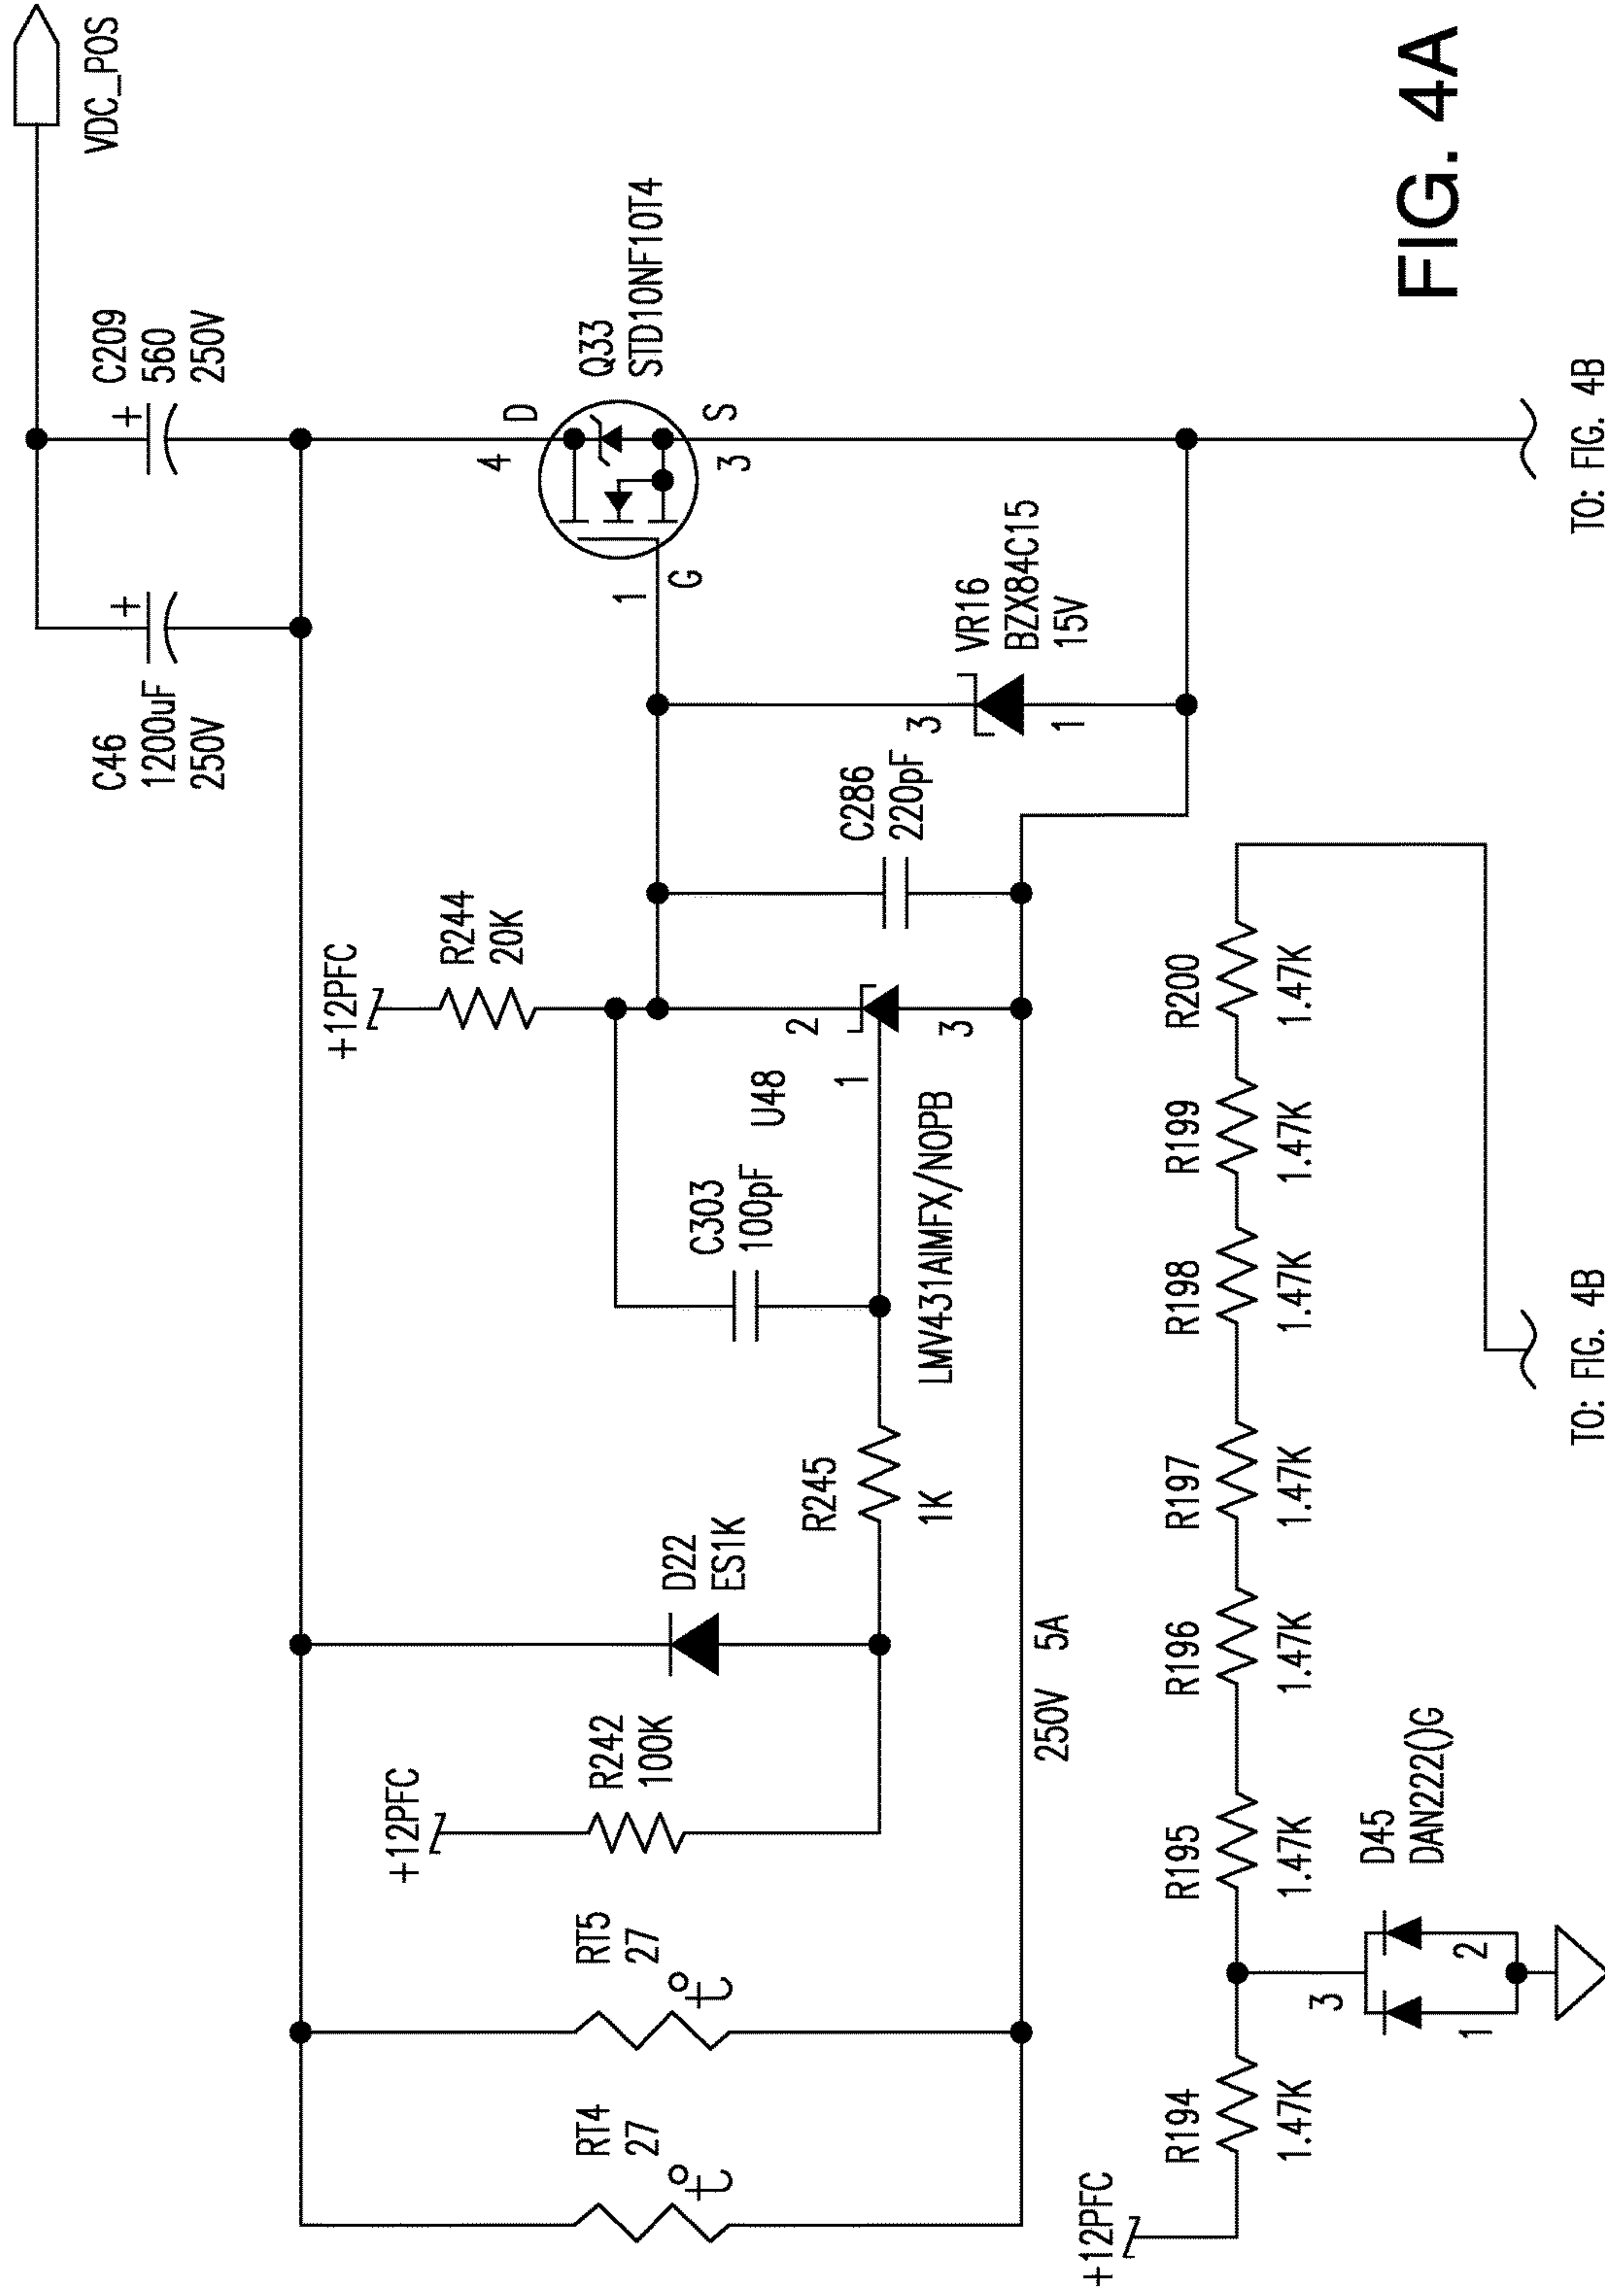 VDC_POS
C46
1200uF
250V
+
C209
560
250V
+
+12PFC
R244
20K
Q33
STD10NF10T4
4
D
1
G
3
S
+12PFC
R242
100K
D22
ES1K
RT4
27
t°
RT5
27
t°
R245
1K
C303
100pF
U48
LMV431AIMFX/NOPB
1
2
3
C286
220pF
VR16
BZX84C15
15V
3
1
250V 5A
+12PFC
R194
1.47K
R195
1.47K
R196
1.47K
R197
1.47K
R198
1.47K
R199
1.47K
R200
1.47K
D45
DAN222()G
3
1
2
TO: FIG. 4B
TO: FIG. 4B
FIG. 4A